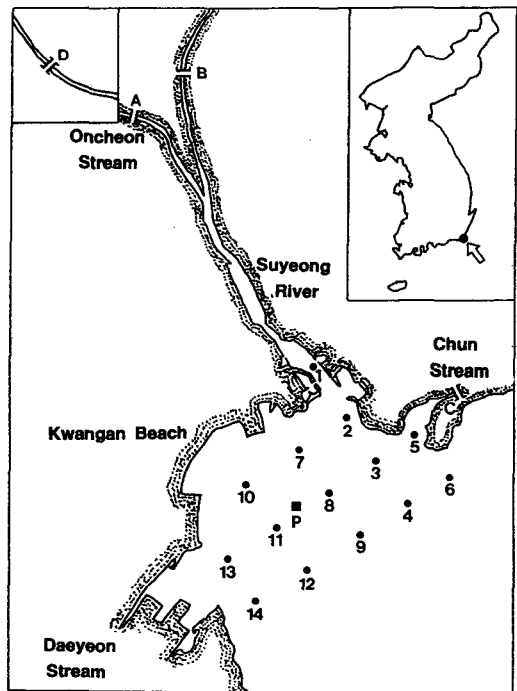 D
A
B
Oncheon
Stream
Suyeong
River
Chun
Stream
1
C
2
5
Kwangan Beach
7
3
6
10
8
4
P
11
9
13
12
14
Daeyeon
Stream